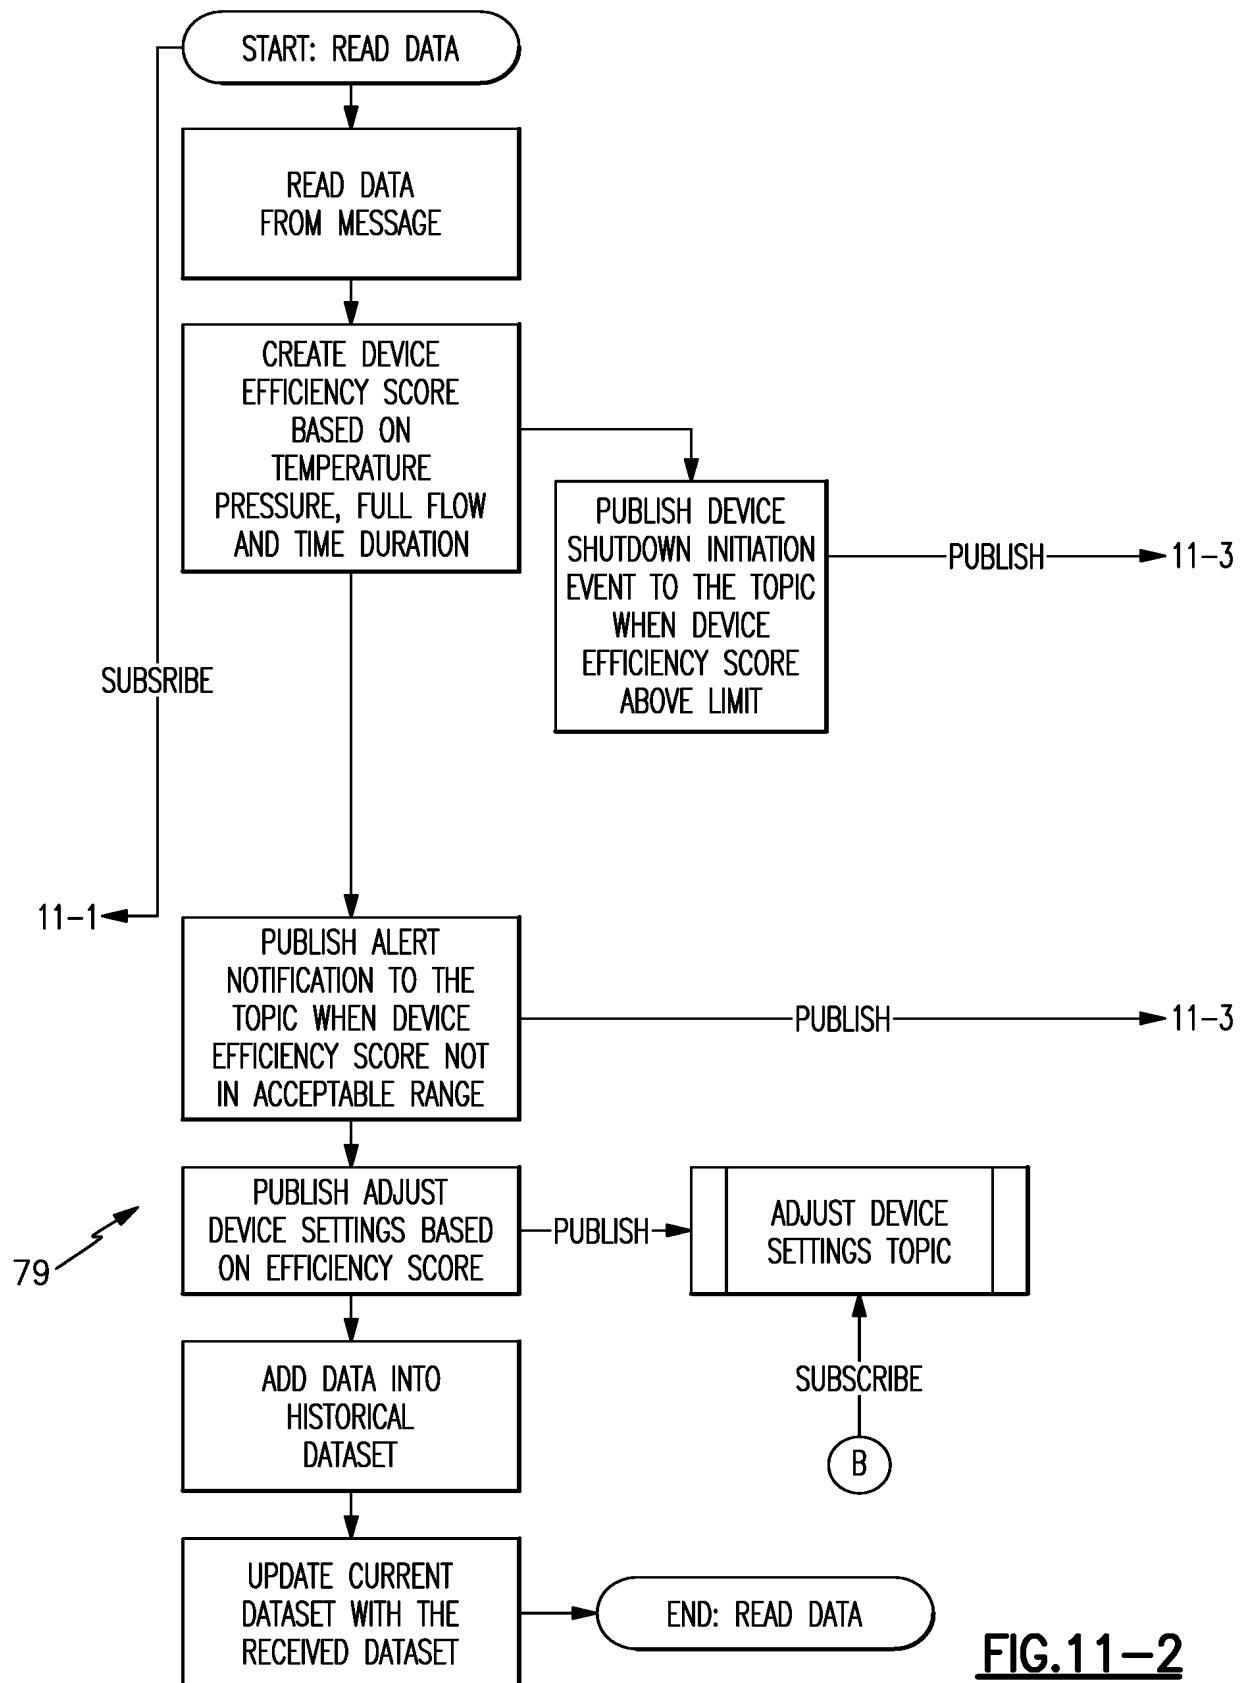 START: READ DATA
READ DATA
FROM MESSAGE
CREATE DEVICE
EFFICIENCY SCORE
BASED ON
TEMPERATURE
PRESSURE, FULL FLOW
AND TIME DURATION
PUBLISH DEVICE
SHUTDOWN INITIATION
EVENT TO THE TOPIC
WHEN DEVICE
EFFICIENCY SCORE
ABOVE LIMIT
PUBLISH
11-3
SUBSRIBE
11-1
PUBLISH ALERT
NOTIFICATION TO THE
TOPIC WHEN DEVICE
EFFICIENCY SCORE NOT
IN ACCEPTABLE RANGE
PUBLISH
11-3
79
PUBLISH ADJUST
DEVICE SETTINGS BASED
ON EFFICIENCY SCORE
PUBLISH
ADJUST DEVICE
SETTINGS TOPIC
SUBSCRIBE
B
ADD DATA INTO
HISTORICAL
DATASET
UPDATE CURRENT
DATASET WITH THE
RECEIVED DATASET
END: READ DATA
FIG.11-2